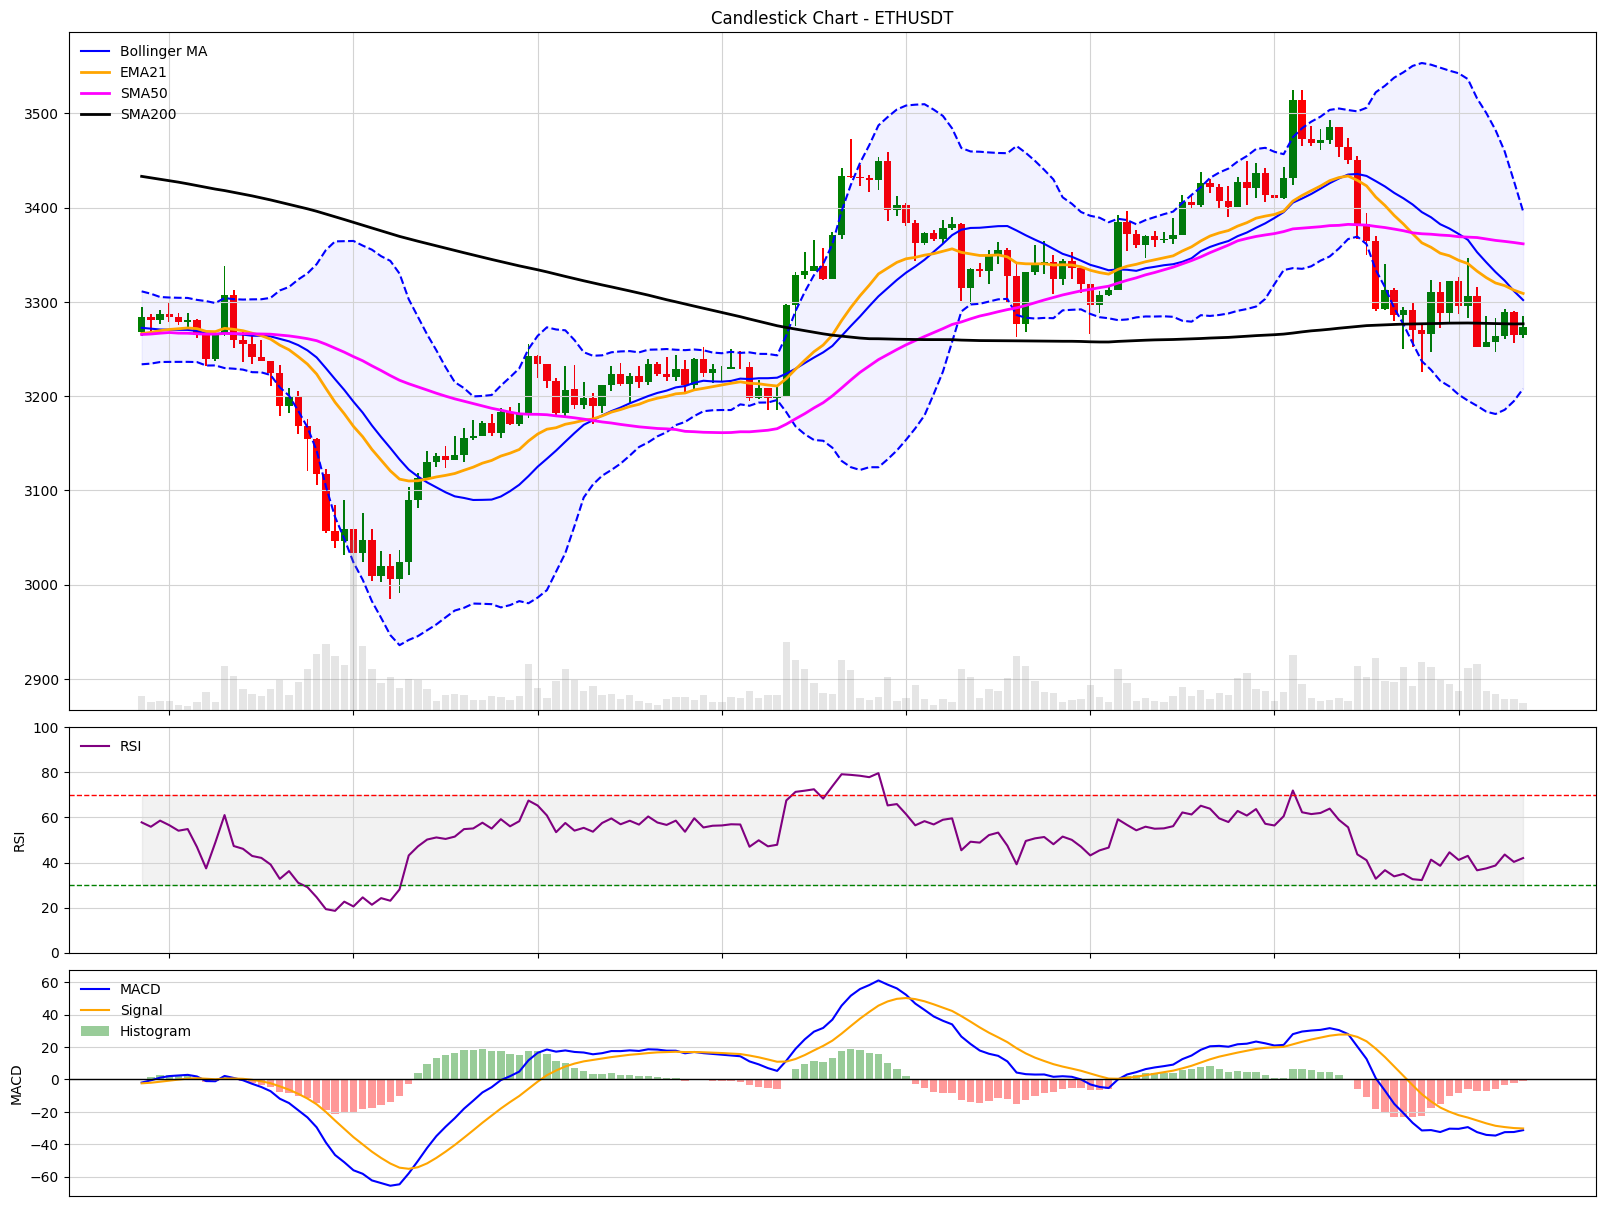 Candlestick Chart - ETHUSDT
Bollinger MA
EMA21
SMA50
SMA200
3500
3400
3300
3200
3100
3000
2900
100
80
60
40
20
0
RSI
RSI
60
40
20
0
−20
−40
−60
MACD
MACD
Signal
Histogram